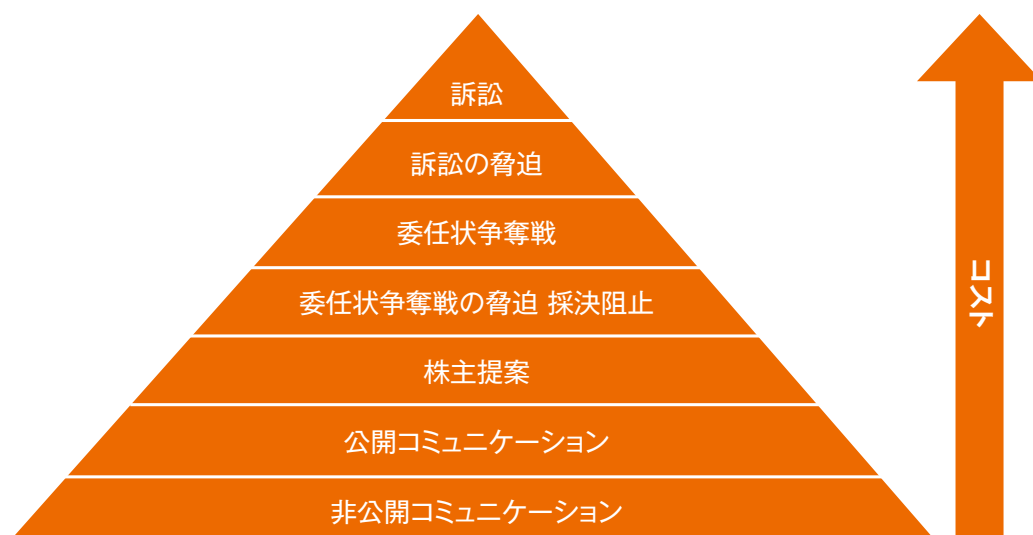 訴訟
訴訟の脅迫
委任状争奪戦
委任状争奪戦の脅迫 採決阻止
株主提案
公開コミュニケーション
非公開コミュニケーション
コスト